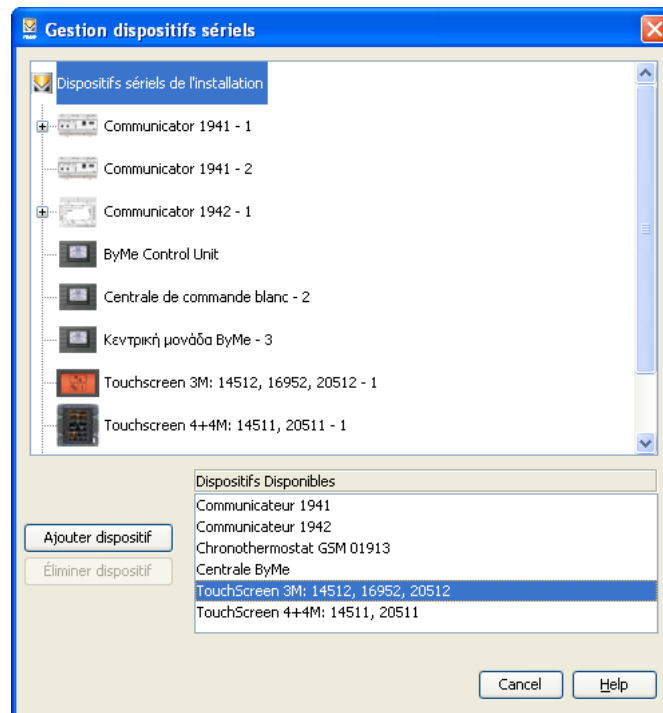 Gestion dispositifs sériels
Dispositifs sériels de l'installation
Communicator 1941 - 1
Communicator 1941 - 2
Communicator 1942 - 1
ByMe Control Unit
Centrale de commande blanc - 2
Κεντρική μονάδα ByMe - 3
Touchscreen 3M: 14512, 16952, 20512 - 1
Touchscreen 4+4M: 14511, 20511 - 1
Dispositifs Disponibles
Communicateur 1941
Communicateur 1942
Chronothermostat GSM 01913
Centrale ByMe
TouchScreen 3M: 14512, 16952, 20512
TouchScreen 4+4M: 14511, 20511
Ajouter dispositif
Éliminer dispositif
Cancel
Help